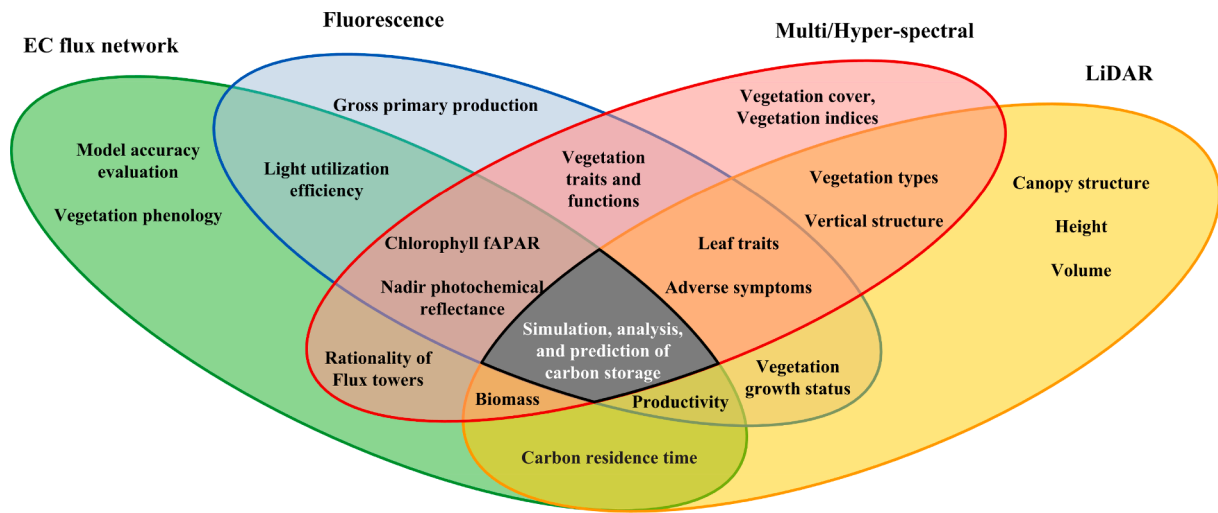 Fluorescence
EC flux network
Multi/Hyper-spectral
LiDAR
Gross primary production
Vegetation cover,
Vegetation indices
Model accuracy
evaluation
Vegetation phenology
Light utilization
efficiency
Vegetation
traits and
functions
Vegetation types
Vertical structure
Canopy structure
Height
Volume
Chlorophyll fAPAR
Nadir photochemical
reflectance
Leaf traits
Adverse symptoms
Simulation, analysis,
and prediction of
carbon storage
Rationality of
Flux towers
Biomass
Productivity
Vegetation
growth status
Carbon residence time